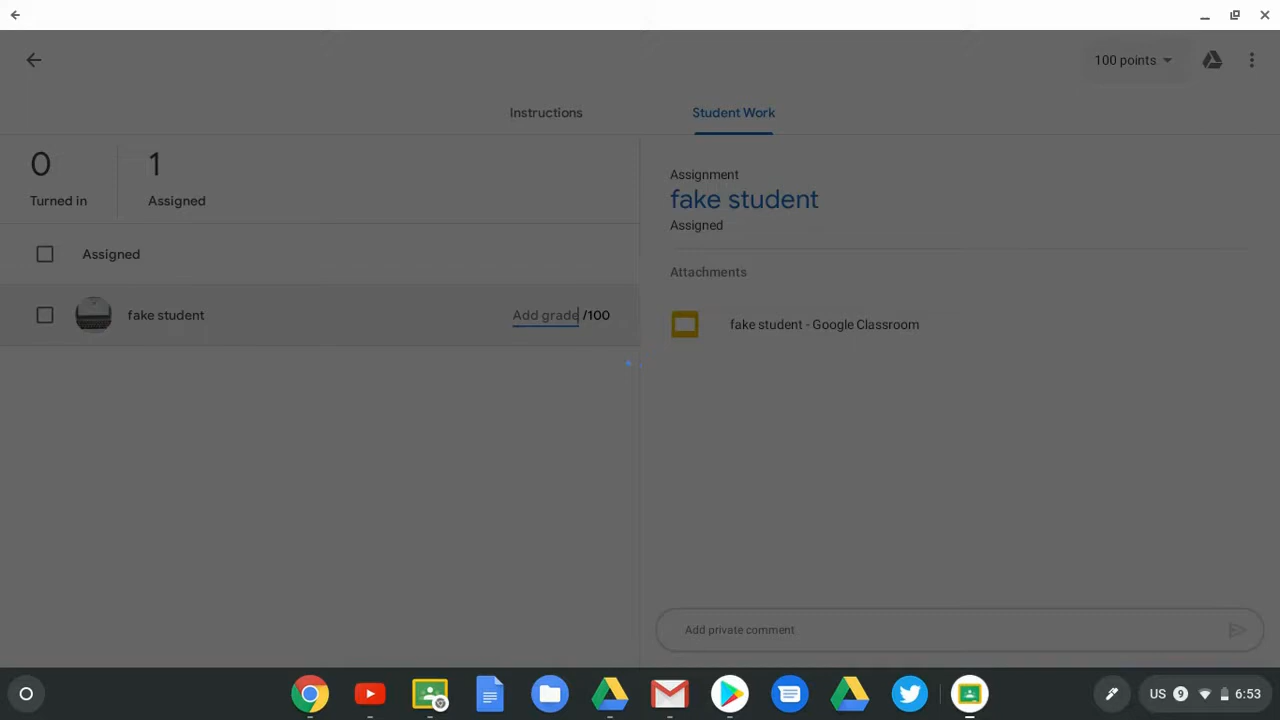 100 points
Instructions
Student Work
0
1
Turned in
Assigned
Assigned
fake student
Add grade /100
Assignment
fake student
Assigned
Attachments
fake student - Google Classroom
Add private comment
US 9 6:53